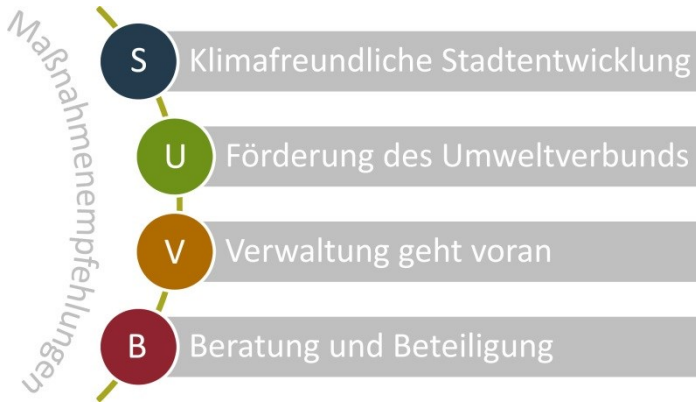 Maßnahmenempfehlungen
S Klimafreundliche Stadtentwicklung
U Förderung des Umweltverbunds
V Verwaltung geht voran
B Beratung und Beteiligung